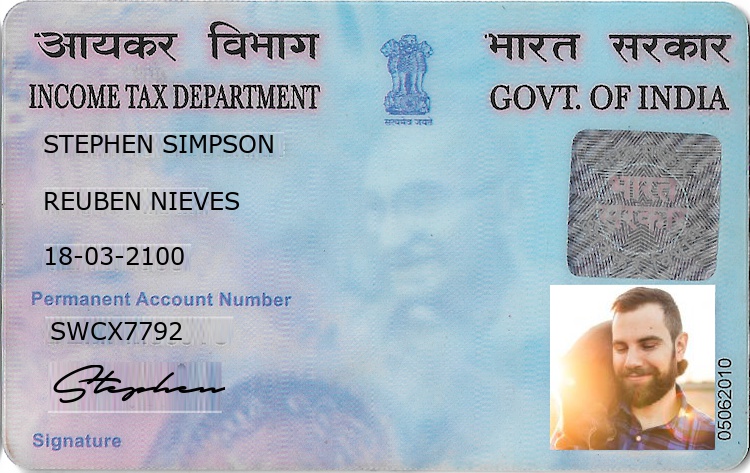 आयकर विभाग
भारत सरकार
INCOME TAX DEPARTMENT
GOVT. OF INDIA
सत्यमेव जयते
STEPHEN SIMPSON
REUBEN NIEVES
18-03-2100
भारत
सरकार
Permanent Account Number
SWCX7792
Stephen
Signature
05062010